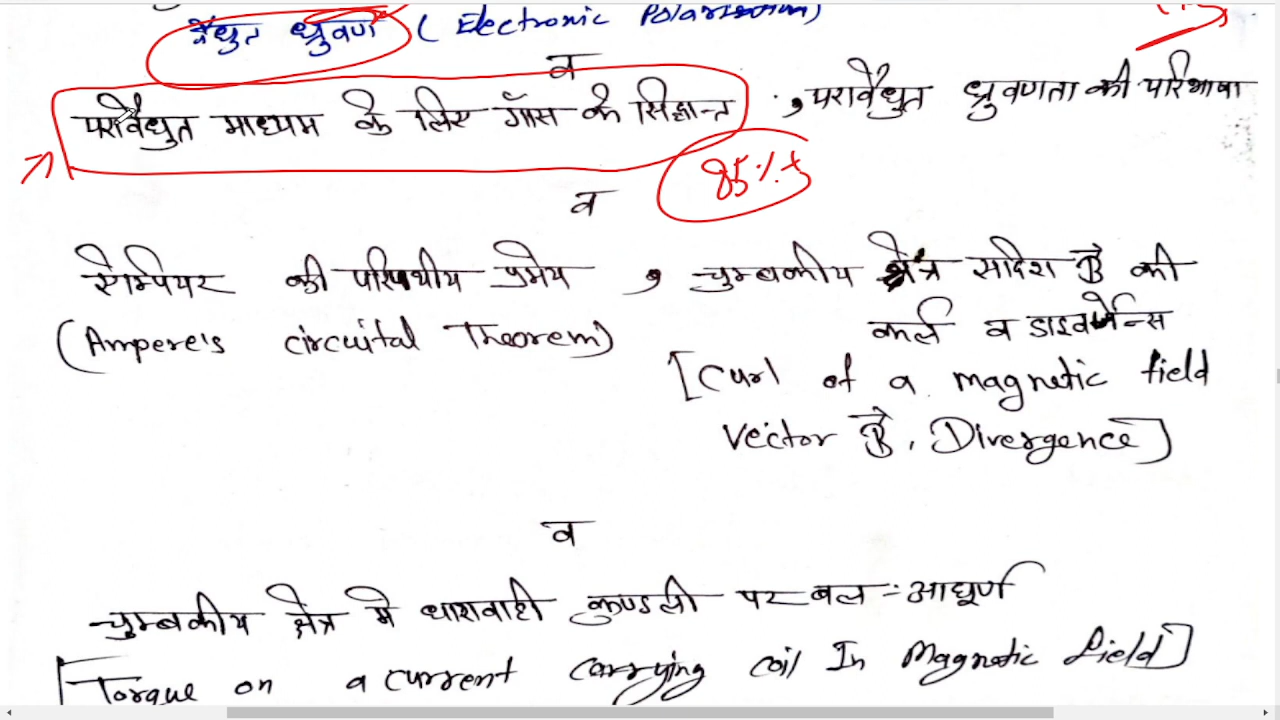 वैधुत ध्रुवण (Electronic Polarisation)
व
परावैधुत माध्यम के लिए गॉस के सिद्धान्त , परावैधुत ध्रुवणता की परिभाषा
85%+
व
ऐम्पियर की परिपथीय प्रमेय , चुम्बकीय क्षेत्र सदिश B की
(Ampere's circuital Theorem) कर्ल व डाइवर्जेन्स
[Curl of a magnetic field
Vector B, Divergence]
व
चुम्बकीय क्षेत्र मे धारावाही कुण्डली पर बल-आघूर्ण
[Torque on a current carrying coil In Magnetic field]